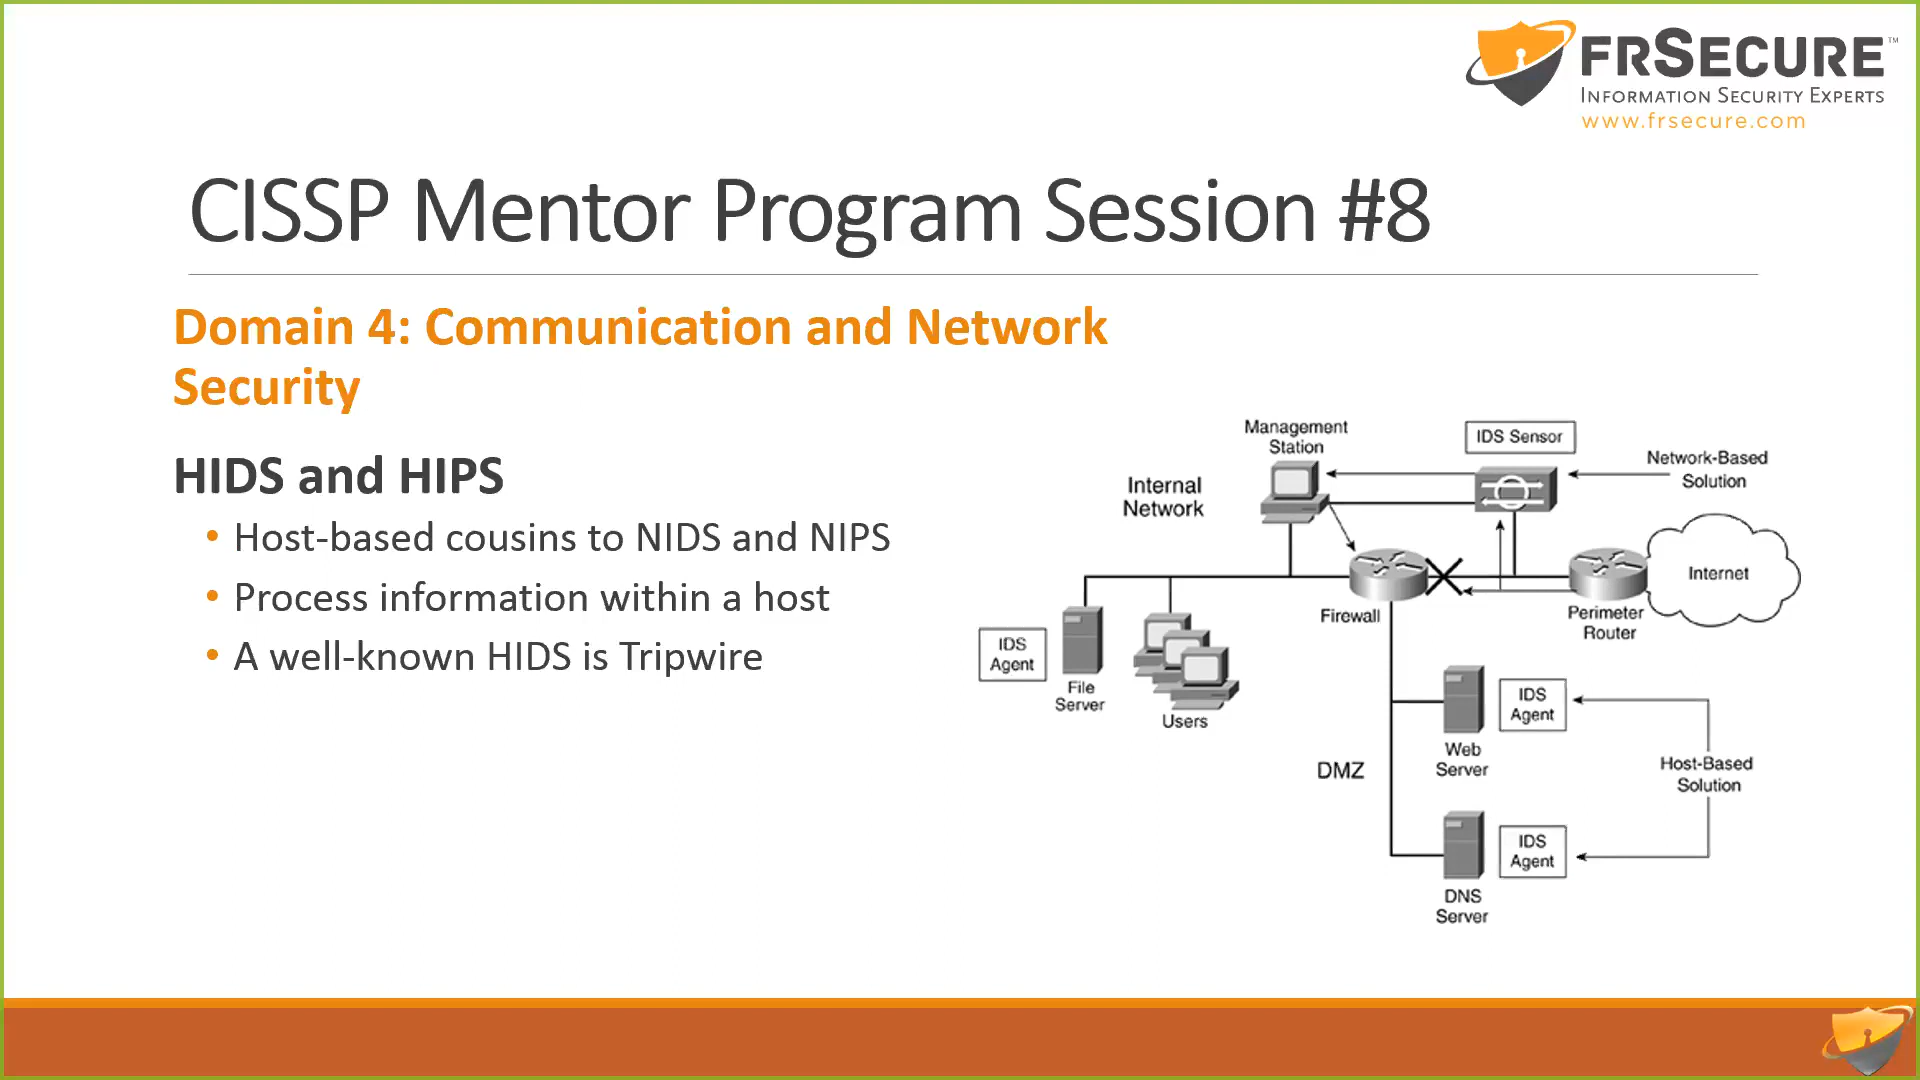 FRSECURE™
INFORMATION SECURITY EXPERTS
www.frsecure.com
CISSP Mentor Program Session #8
Domain 4: Communication and Network
Security
HIDS and HIPS
• Host-based cousins to NIDS and NIPS
• Process information within a host
• A well-known HIDS is Tripwire
Management
Station
IDS Sensor
Network-Based
Solution
Internal
Network
Internet
Firewall
Perimeter
Router
IDS
Agent
File
Server
Users
IDS
Agent
Web
Server
DMZ
Host-Based
Solution
IDS
Agent
DNS
Server